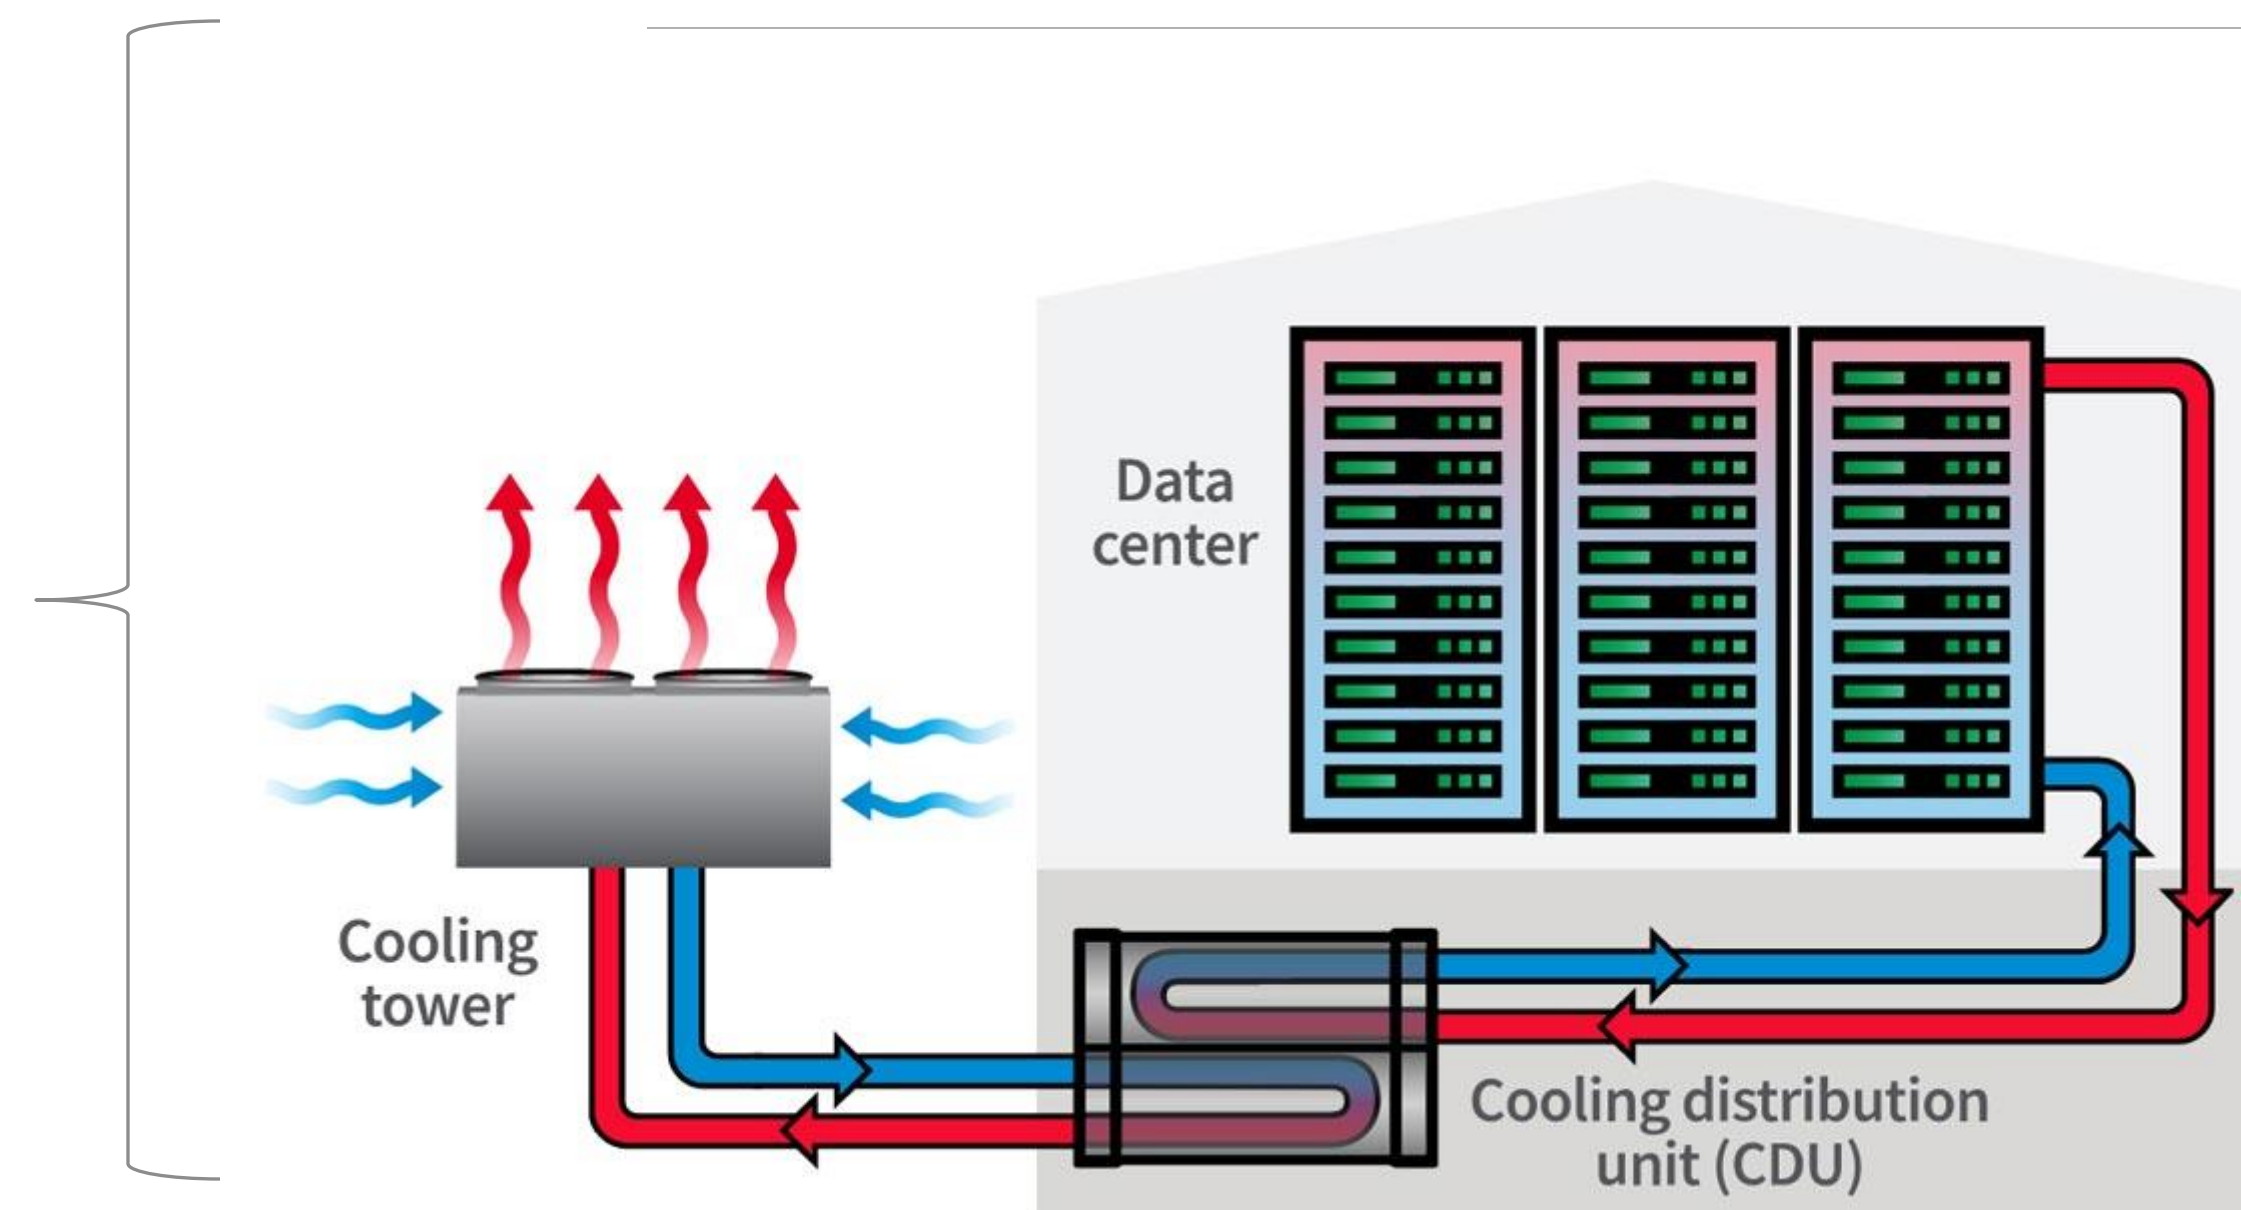 Data
center
Cooling
tower
Cooling distribution
unit (CDU)